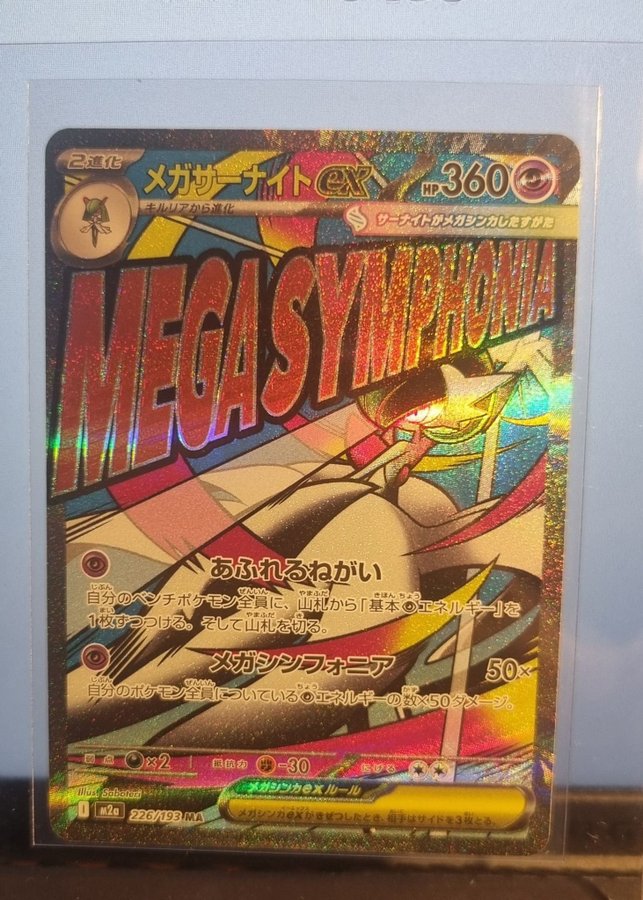 2進化
メガサーナイトex
HP360
キルリアから進化
サーナイトがメガシンカしたすがた
MEGA SYMPHONIA
あふれるねがい
自分のベンチポケモン全員に、山札から「基本エネルギー」を
1枚ずつつける。そして山札を切る。
メガシンフォニア 50×
自分のポケモン全員についているエネルギーの数×50ダメージ。
弱点 ×2 抵抗力 -30 にげる
メガシンカexルール
メガシンカexがきぜつしたとき、相手はサイドを3枚とる。
Illust. Saboteri
I m2a 226/193 MA